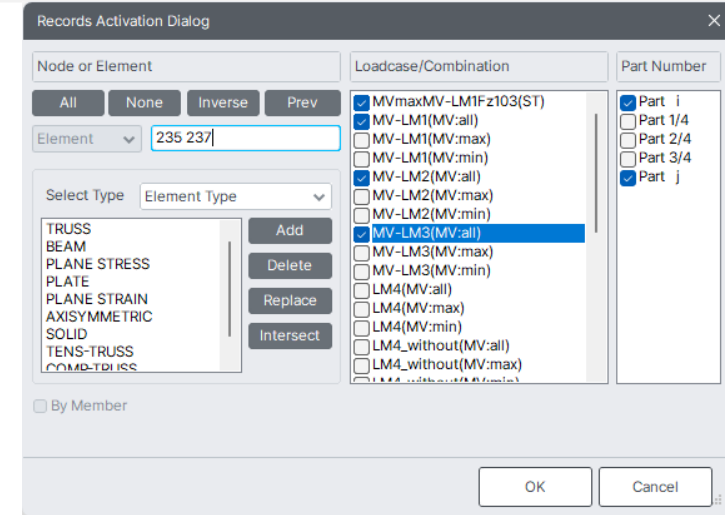 Records Activation Dialog
Node or Element
All None Inverse Prev
Element 235 237
Select Type Element Type
TRUSS
BEAM
PLANE STRESS
PLATE
PLANE STRAIN
AXISYMMETRIC
SOLID
TENS-TRUSS
COMP-TRUSS
Add
Delete
Replace
Intersect
By Member
Loadcase/Combination
MVmaxMV-LM1Fz103(ST)
MV-LM1(MV:all)
MV-LM1(MV:max)
MV-LM1(MV:min)
MV-LM2(MV:all)
MV-LM2(MV:max)
MV-LM2(MV:min)
MV-LM3(MV:all)
MV-LM3(MV:max)
MV-LM3(MV:min)
LM4(MV:all)
LM4(MV:max)
LM4(MV:min)
LM4_without(MV:all)
LM4_without(MV:max)
LM4_without(MV:min)
Part Number
Part i
Part 1/4
Part 2/4
Part 3/4
Part j
OK Cancel